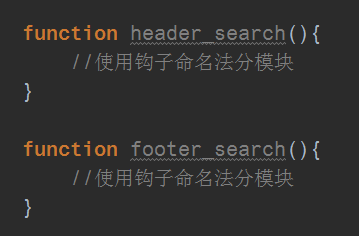 function header_search(){
//使用钩子命名法分模块
}
function footer_search(){
//使用钩子命名法分模块
}